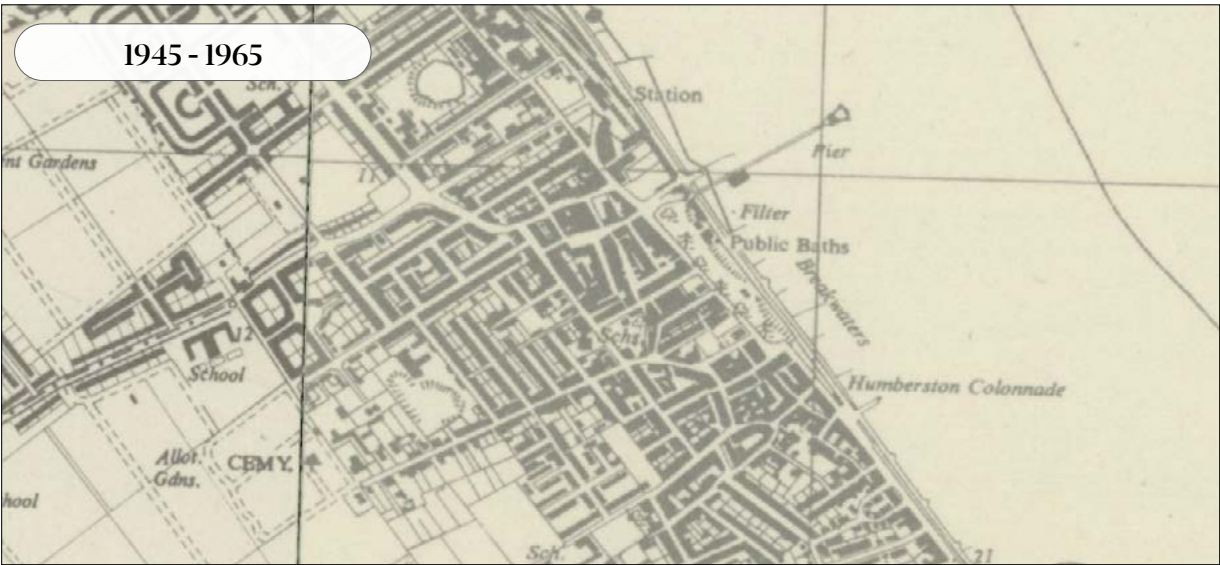 1945 - 1965
Sch.
Station
nt Gardens
Pier
11
Filter
Public Baths
Breakwaters
12
Schs
School
Humberston Colonnade
Allot.
Gdns.
CEMY.
hool
Sch.
21